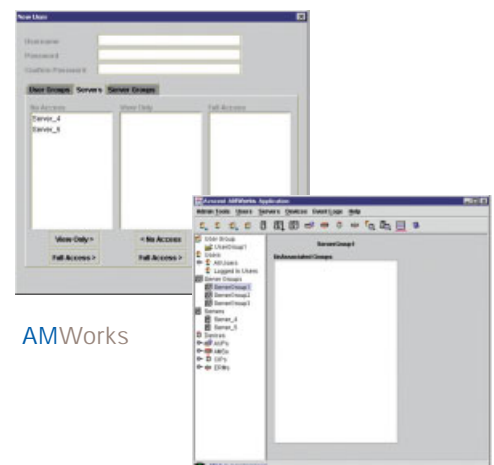 New User
Username
Password
Confirm Password
User Groups Servers Server Groups
No Access View Only Full Access
Server_4
Server_5
View Only > < No Access
Full Access > Full Access >
Avocent AMWorks Application
Admin Tools Users Servers Devices Event Logs Help
User Group
UserGroup1
Users
All Users
Logged In Users
Server Groups
ServerGroup1
ServerGroup2
ServerGroup3
Servers
Server_4
Server_5
Devices
ServerGroup1
UnAssociated Groups
AMWorks